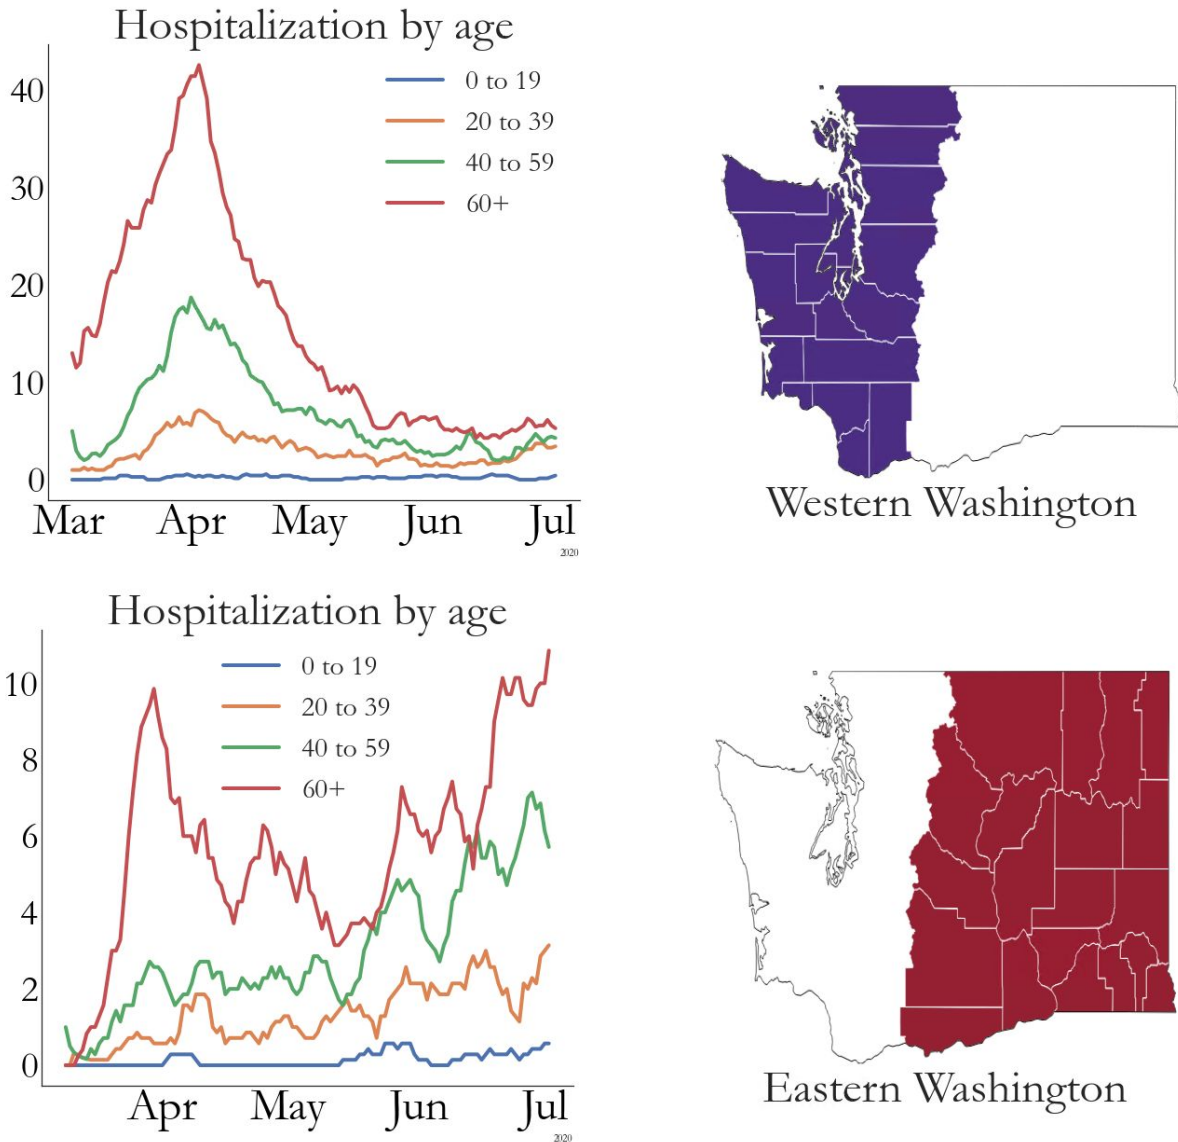 Hospitalization by age
0 to 19
20 to 39
40 to 59
60+
40
30
20
10
0
Mar Apr May Jun Jul
2020
Western Washington
Hospitalization by age
0 to 19
20 to 39
40 to 59
60+
10
8
6
4
2
0
Apr May Jun Jul
2020
Eastern Washington